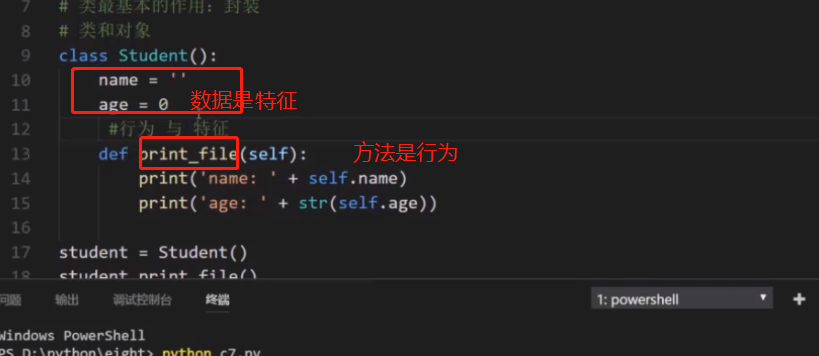 7 # 类最基本的作用：封装
8 # 类和对象
9 class Student():
10 name = ''
11 age = 0 数据是特征
12 #行为 与 特征
13 def print_file(self): 方法是行为
14 print('name: ' + self.name)
15 print('age: ' + str(self.age))
16
17 student = Student()
18 student.print_file()
问题 输出 调试控制台 终端 1: powershell
Windows PowerShell
PS D:\python\eight> python c7.py